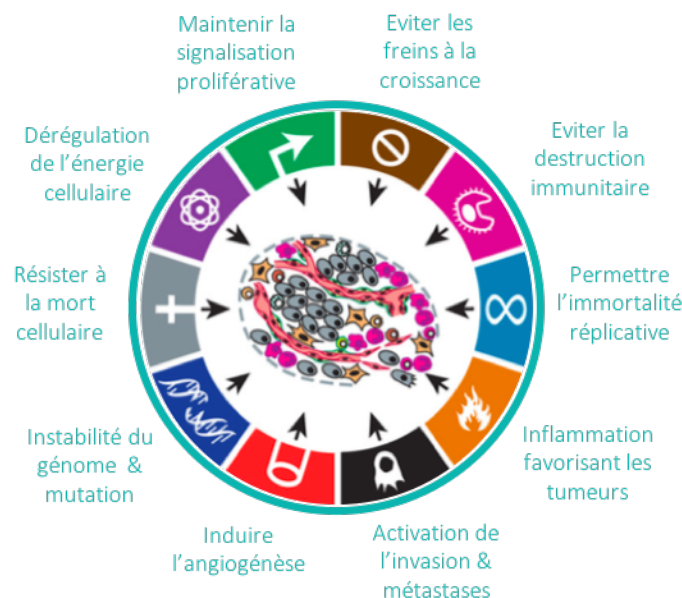 Maintenir la
signalisation
proliférative
Eviter les
freins à la
croissance
Eviter la
destruction
immunitaire
Permettre
l’immortalité
réplicative
Inflammation
favorisant les
tumeurs
Activation de
l’invasion &
métastases
Induire
l’angiogénèse
Instabilité du
génome &
mutation
Résister à
la mort
cellulaire
Dérégulation
de l’énergie
cellulaire